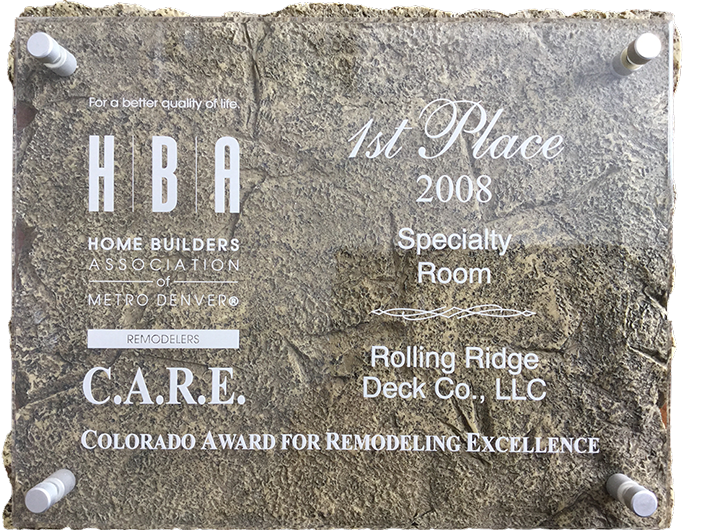 For a better quality of life.
HBA
HOME BUILDERS
ASSOCIATION
of
METRO DENVER®
REMODELERS
C.A.R.E.
1st Place
2008
Specialty
Room
Rolling Ridge
Deck Co., LLC
COLORADO AWARD FOR REMODELING EXCELLENCE